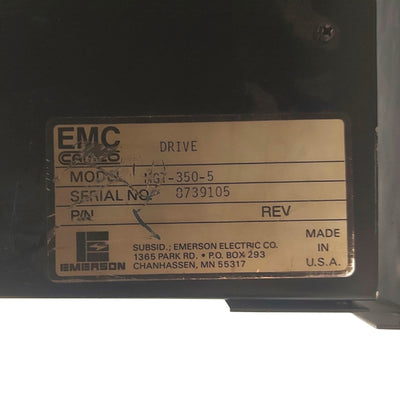 EMC
DRIVE
MODEL MGT-350-5
SERIAL NO. 8739105
P/N REV
EMERSON
SUBSID.; EMERSON ELECTRIC CO.
1365 PARK RD. • P.O. BOX 293
CHANHASSEN, MN 55317
MADE
IN
U.S.A.